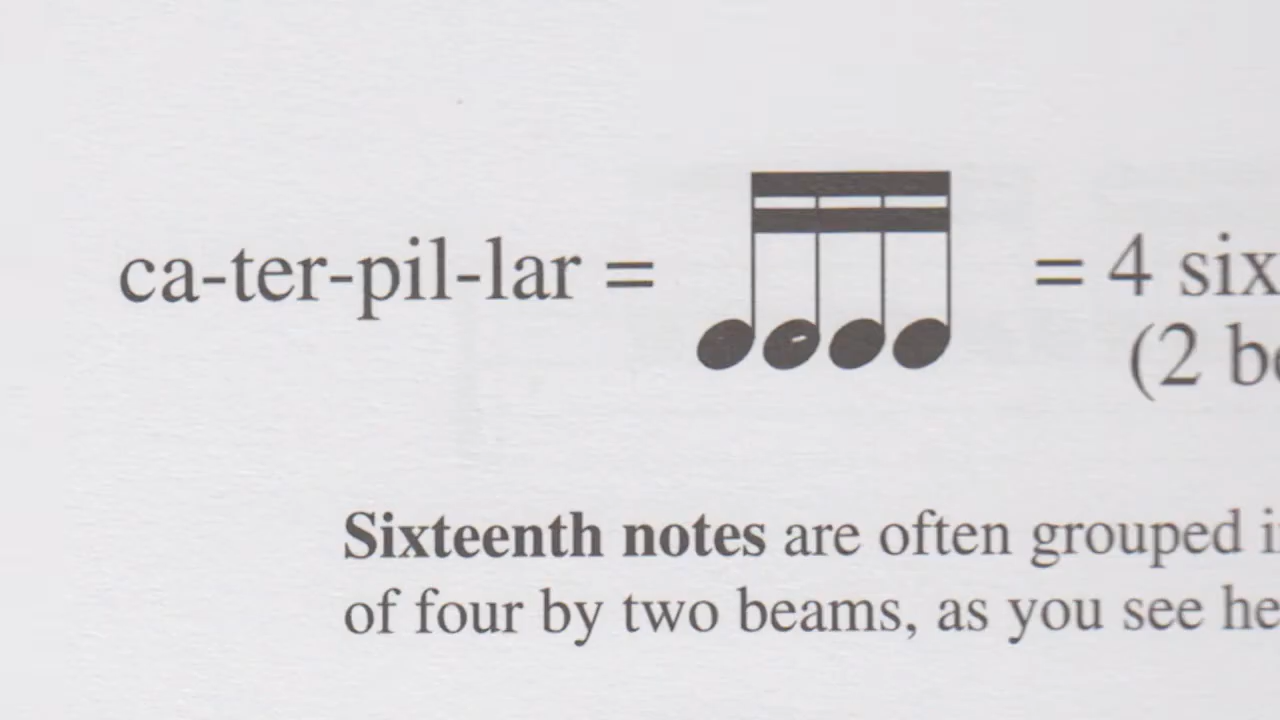 ca-ter-pil-lar = = 4 six
(2 be
Sixteenth notes are often grouped i
of four by two beams, as you see he